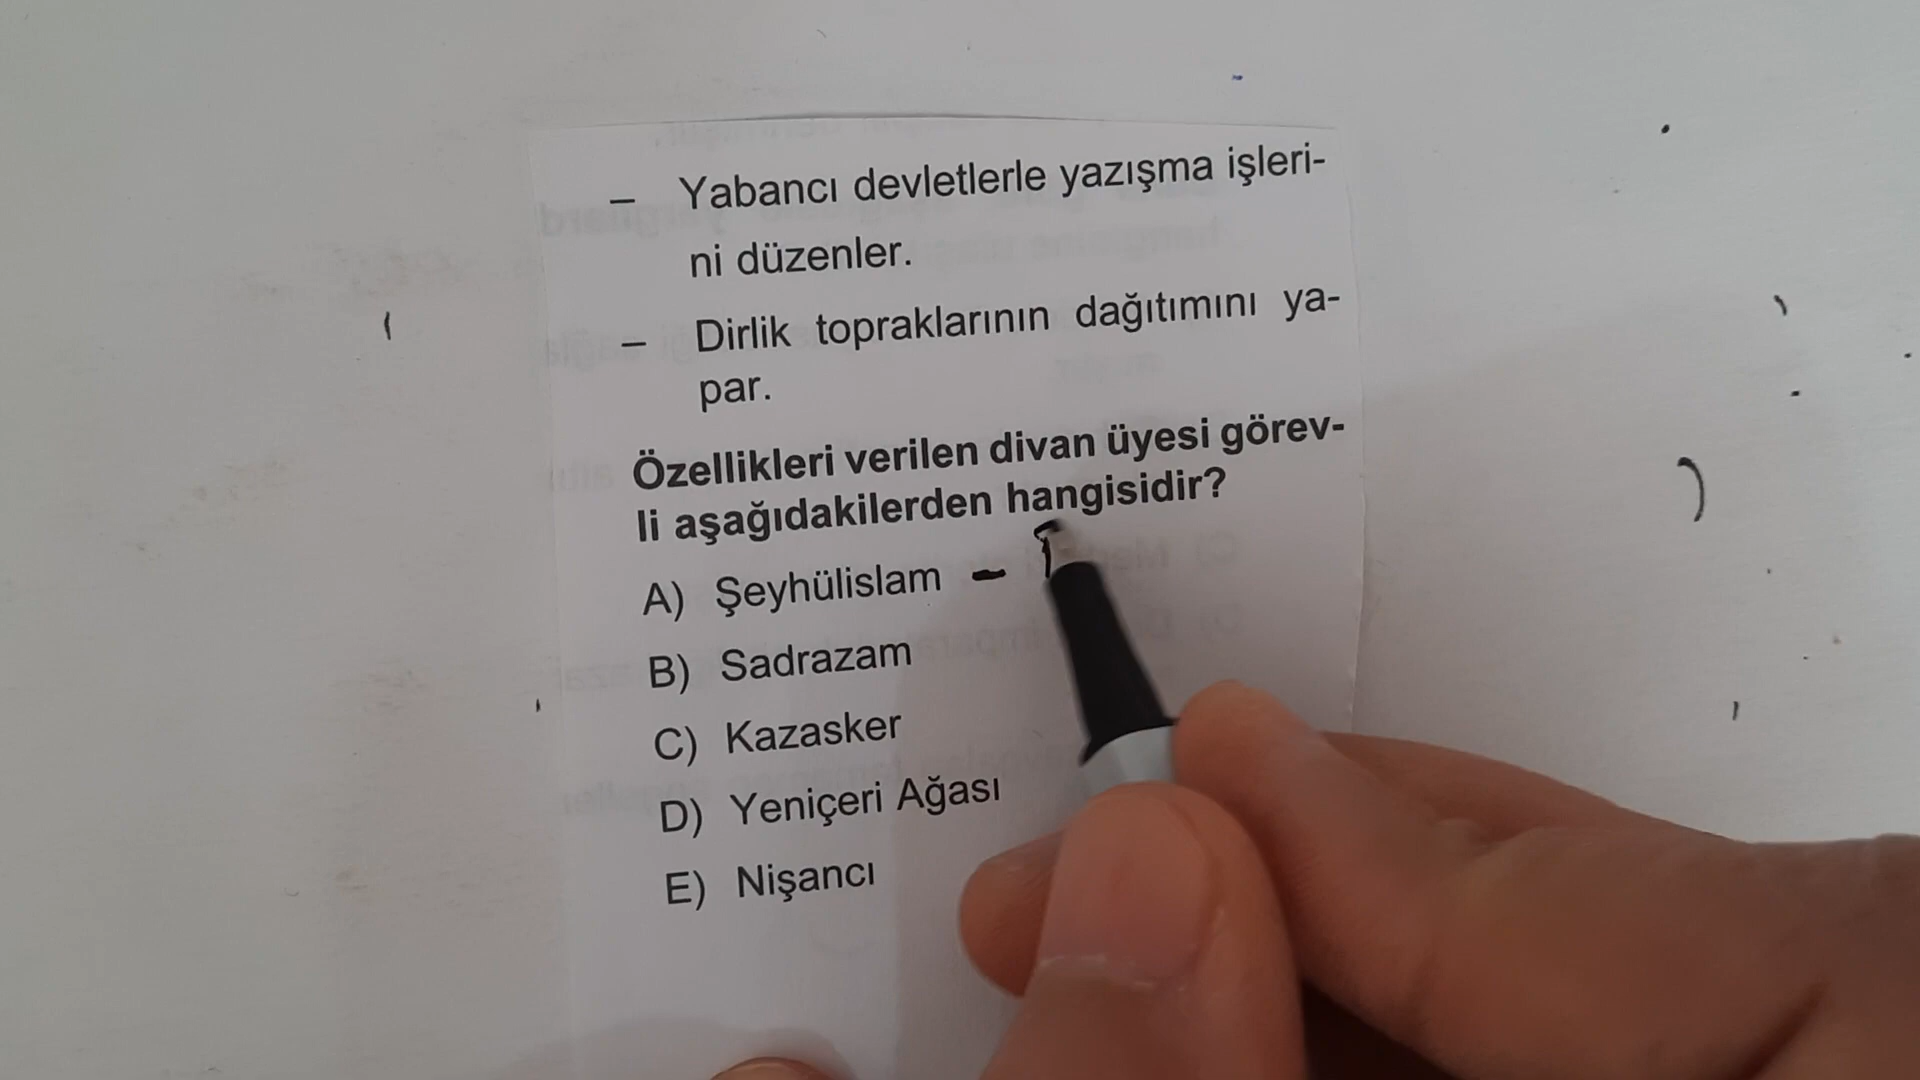 – Yabancı devletlerle yazışma işleri-
ni düzenler.
– Dirlik topraklarının dağıtımını ya-
par.
Özellikleri verilen divan üyesi görev-
li aşağıdakilerden hangisidir?
A) Şeyhülislam –
B) Sadrazam
C) Kazasker
D) Yeniçeri Ağası
E) Nişancı